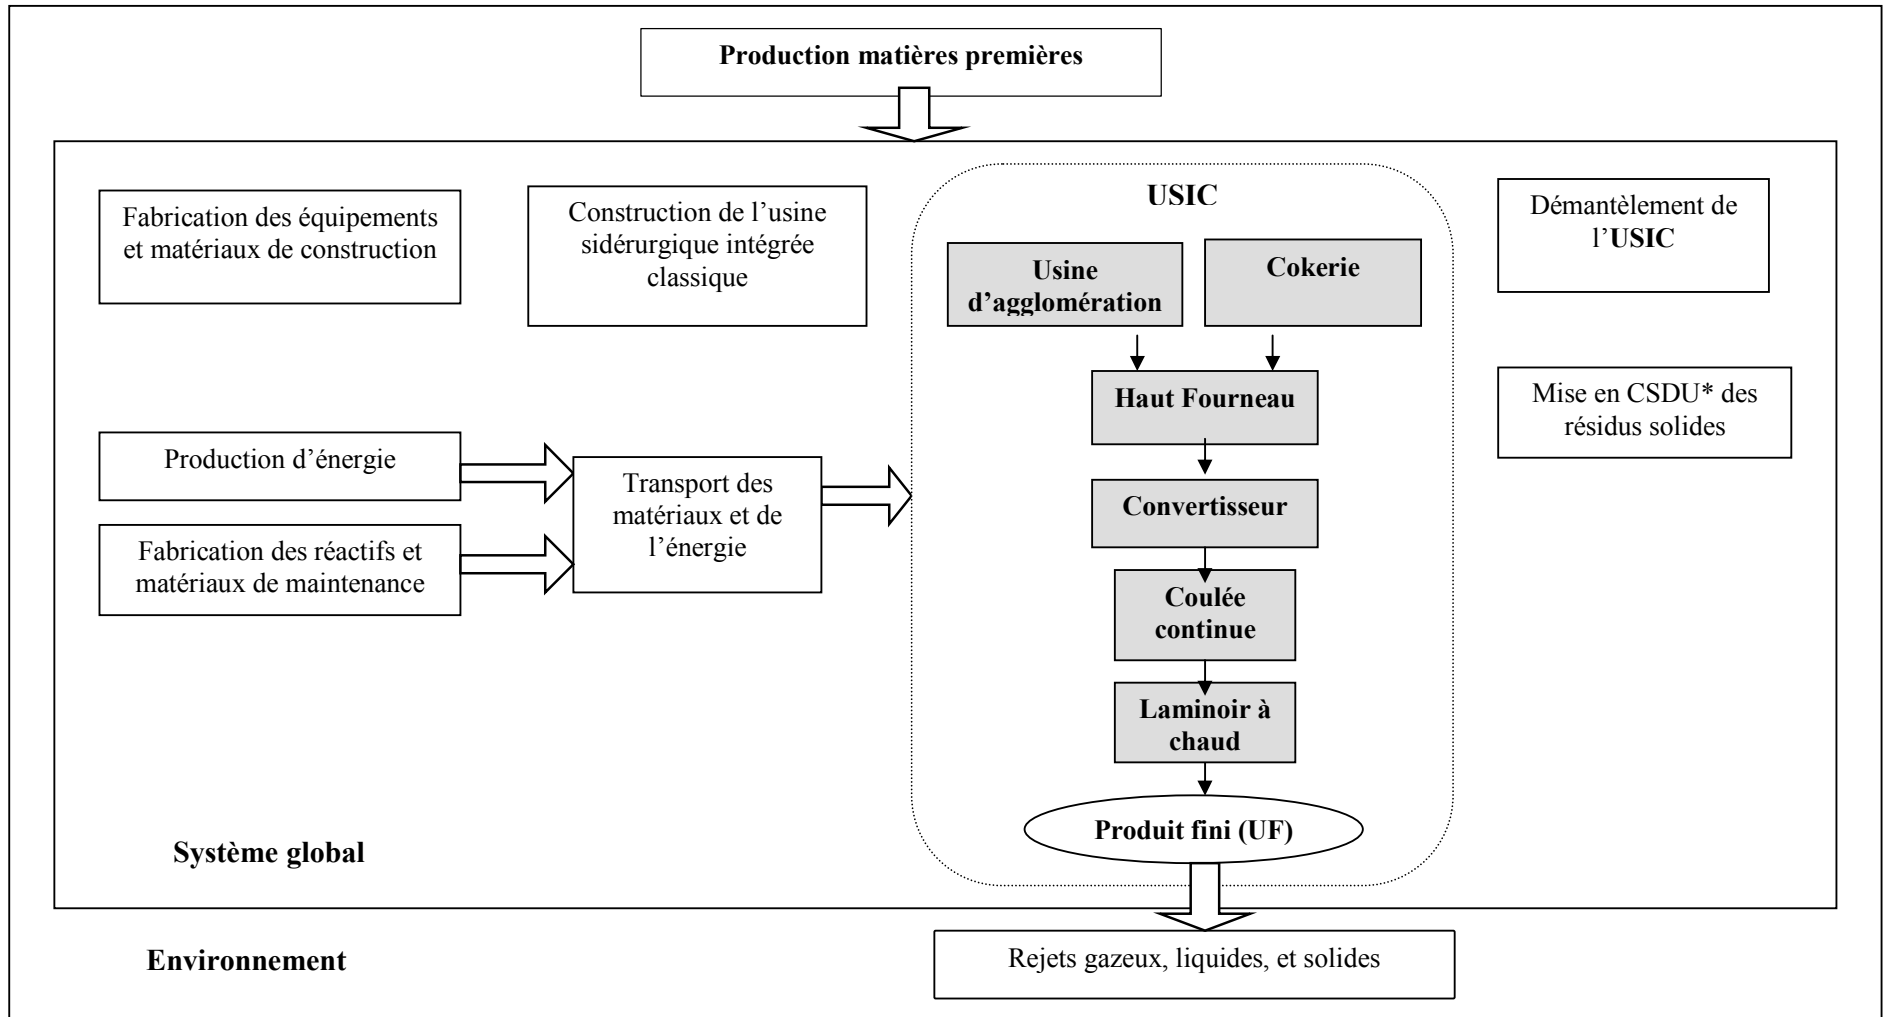 Production matières premières
Fabrication des équipements
et matériaux de construction
Construction de l’usine
sidérurgique intégrée
classique
USIC
Usine
d’agglomération
Cokerie
Démantèlement de
l’USIC
Haut Fourneau
Mise en CSDU* des
résidus solides
Production d’énergie
Fabrication des réactifs et
matériaux de maintenance
Transport des
matériaux et de
l’énergie
Convertisseur
Coulée
continue
Laminoir à
chaud
Produit fini (UF)
Système global
Environnement
Rejets gazeux, liquides, et solides